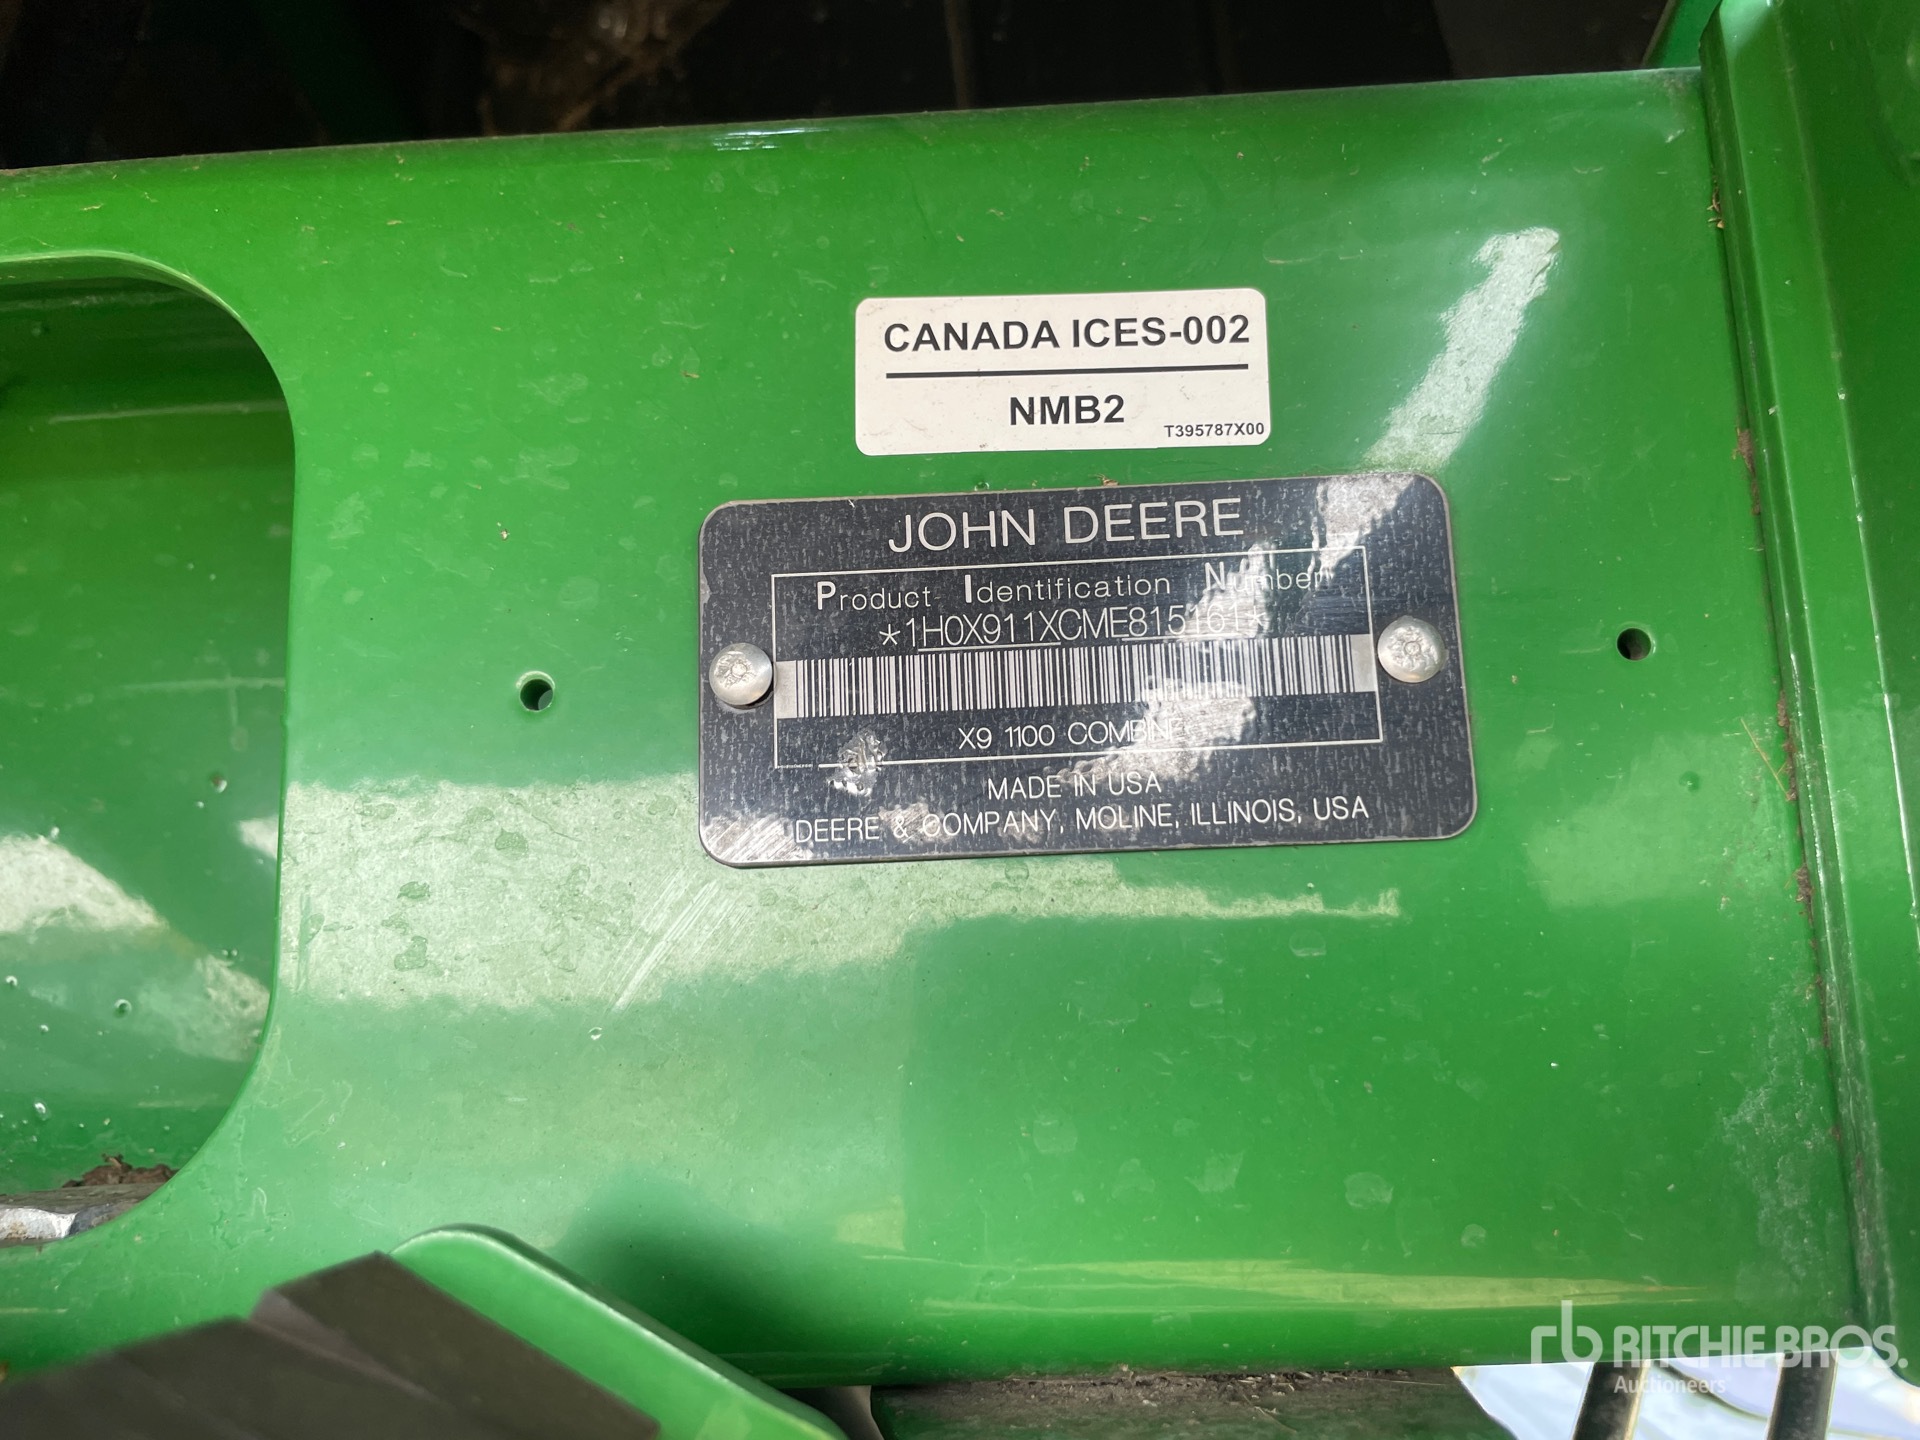 CANADA ICES-002
NMB2
T395787X00
JOHN DEERE
Product Identification Number
*1H0X911XCME815161*
X9 1100 COMBINE
MADE IN USA
DEERE & COMPANY, MOLINE, ILLINOIS, USA
rb RITCHIE BROS.
Auctioneers